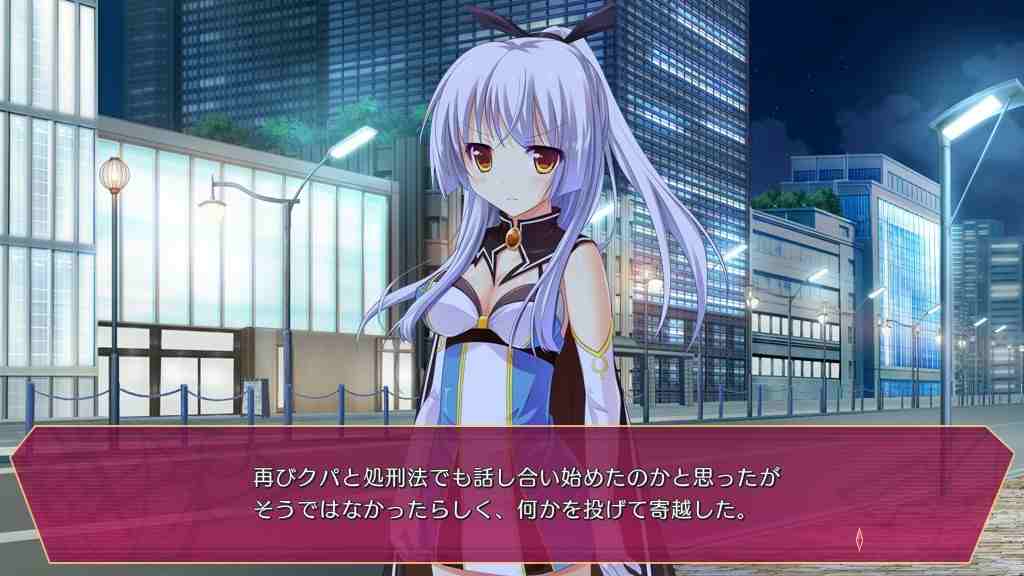 再びクパと処刑法でも話し合い始めたのかと思ったが
そうではなかったらしく、何かを投げて寄越した。